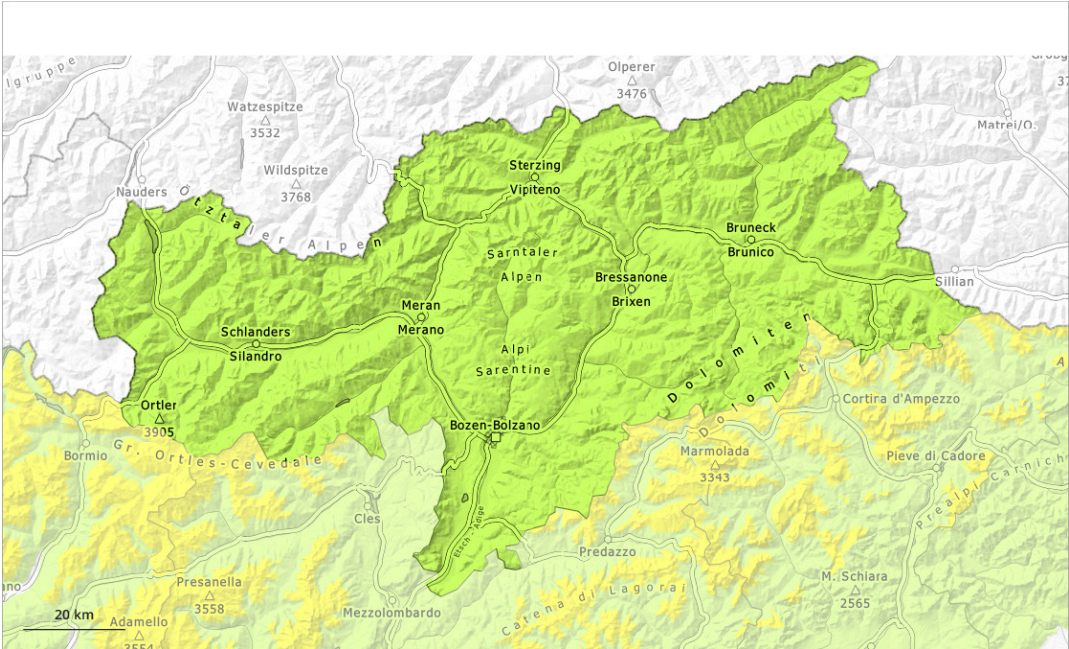 lgruppe
Olperer
3476
Watzespitze
3532
Matrei/O.
Sterzing
Vipiteno
Wildspitze
3768
Nauders
Ötztaler Alpen
Bruneck
Brunico
Sarntaler
Alpen
Bressanone
Brixen
Sillian
Meran
Merano
Schlanders
Silandro
Alpi
Sarentine
Dolomiten
Dolomiti
Ortler
3905
Cortina d'Ampezzo
Bozen-Bolzano
Gr. Ortles-Cevedale
Bormio
Marmolada
3343
Pieve di Cadore
Prealpi Carnich
Cles
Etsch - Adige
Predazzo
Presanella
3558
M. Schiara
2565
Catena di Lagorai
Mezzolombardo
Adamello
3554
20 km